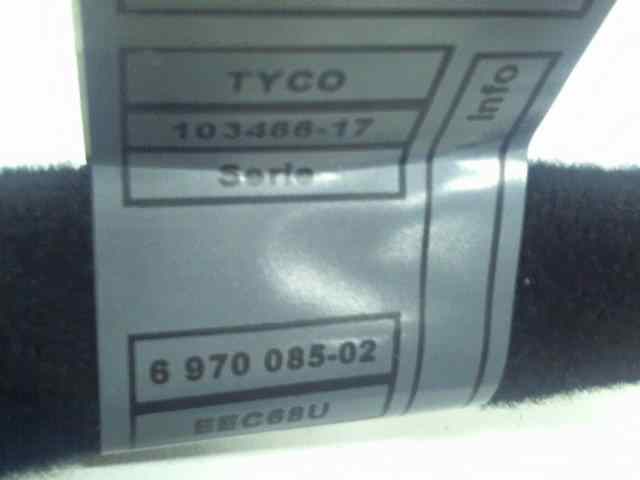 TYCO
Info
103466-17
Serie
6 970 085-02
EEC68U